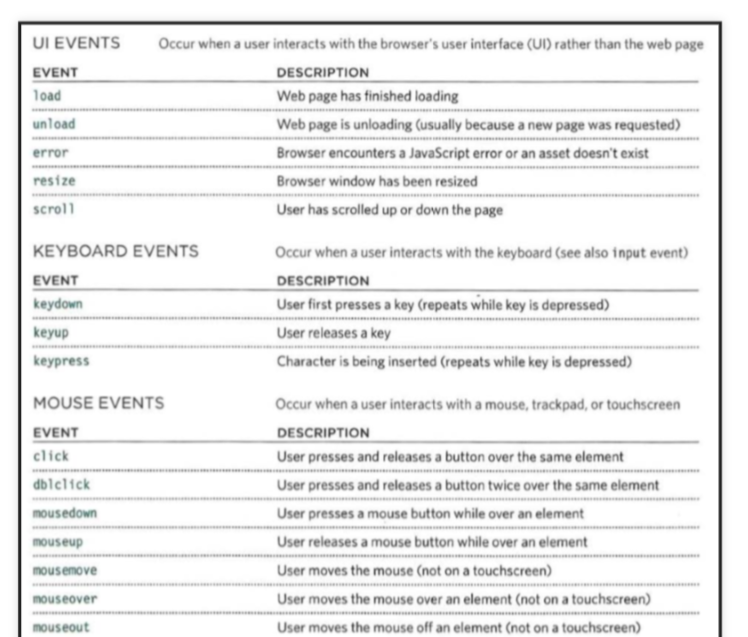 UI EVENTS Occur when a user interacts with the browser's user interface (UI) rather than the web page
EVENT DESCRIPTION
load Web page has finished loading
unload Web page is unloading (usually because a new page was requested)
error Browser encounters a JavaScript error or an asset doesn't exist
resize Browser window has been resized
scroll User has scrolled up or down the page
KEYBOARD EVENTS Occur when a user interacts with the keyboard (see also input event)
EVENT DESCRIPTION
keydown User first presses a key (repeats while key is depressed)
keyup User releases a key
keypress Character is being inserted (repeats while key is depressed)
MOUSE EVENTS Occur when a user interacts with a mouse, trackpad, or touchscreen
EVENT DESCRIPTION
click User presses and releases a button over the same element
dblclick User presses and releases a button twice over the same element
mousedown User presses a mouse button while over an element
mouseup User releases a mouse button while over an element
mousemove User moves the mouse (not on a touchscreen)
mouseover User moves the mouse over an element (not on a touchscreen)
mouseout User moves the mouse off an element (not on a touchscreen)